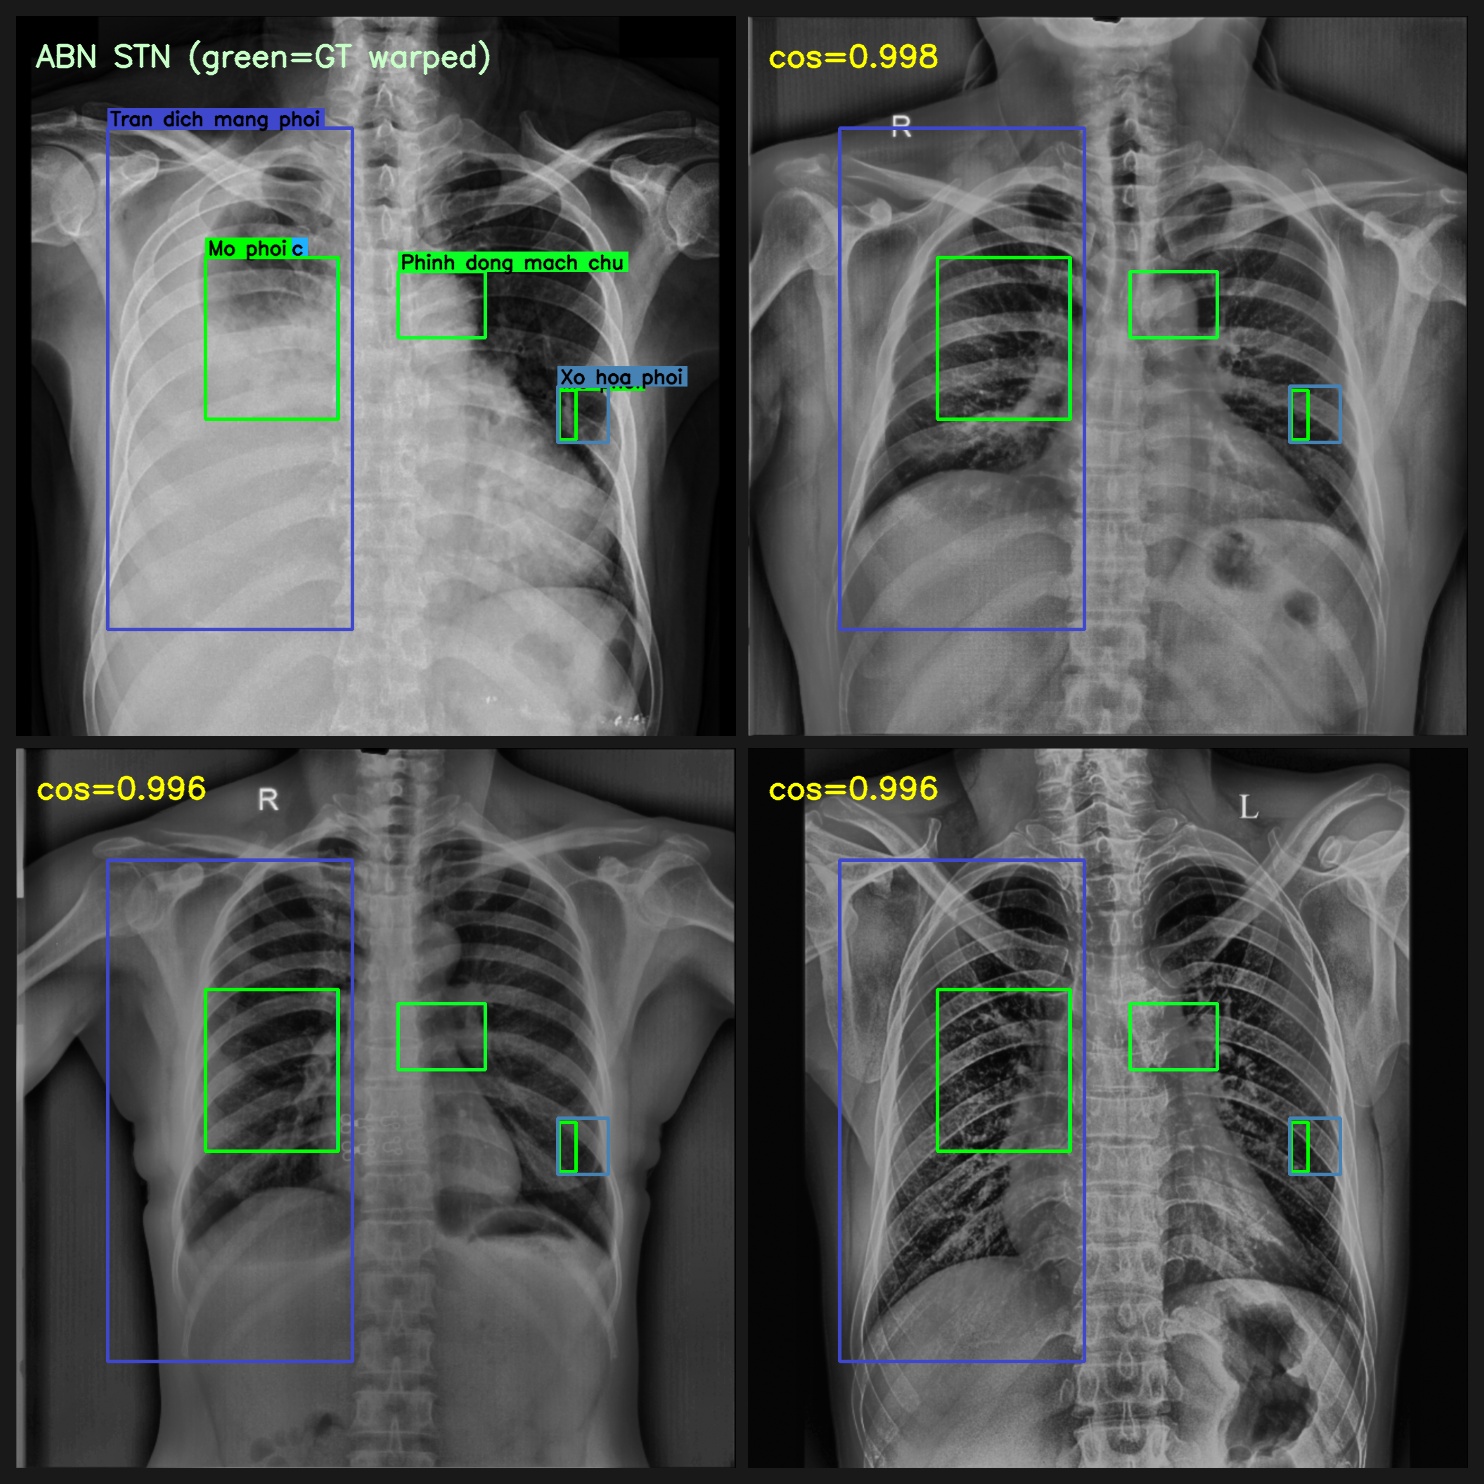 ABN STN (green=GT warped)
Tran dich mang phoi
Mo phoi c
Phinh dong mach chu
Xo hoa phoi
cos=0.998
R
cos=0.996
R
cos=0.996
L